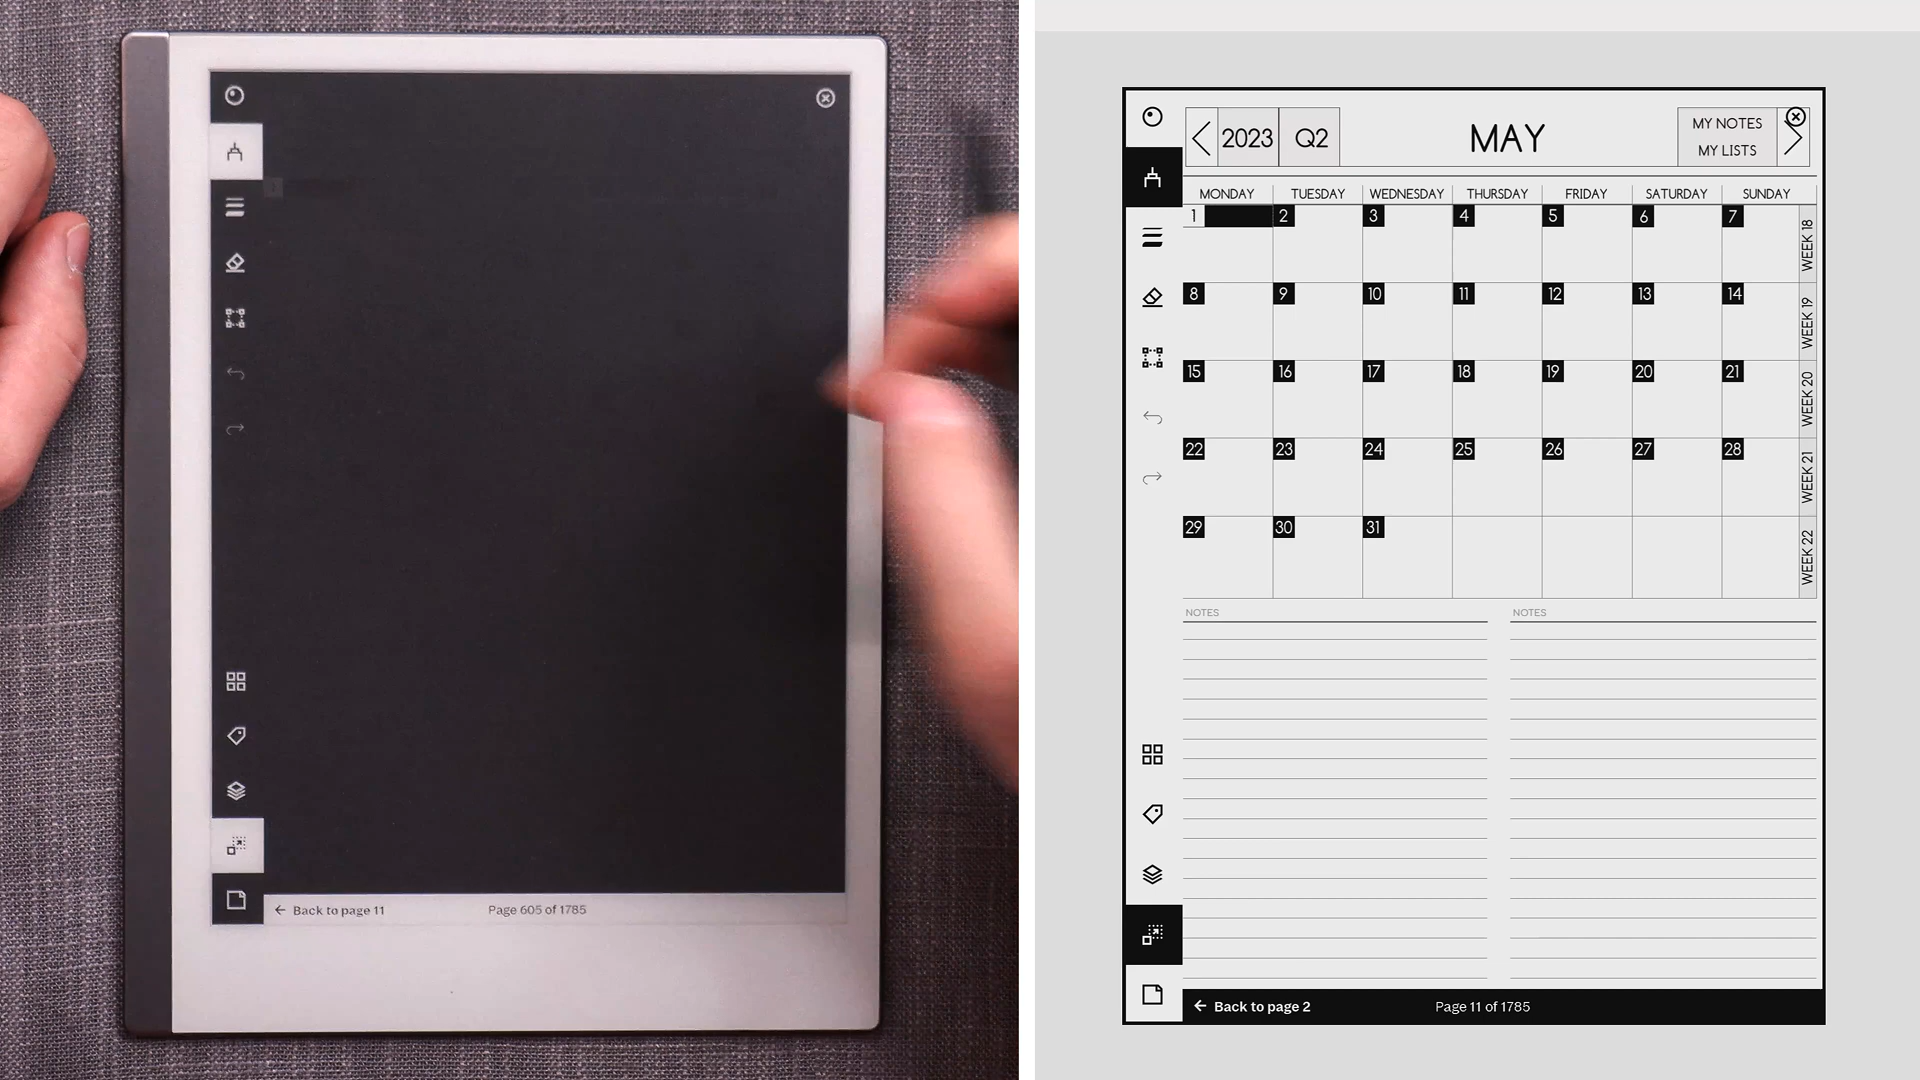 ← Back to page 11
Page 605 of 1785
2023 Q2
MAY
MY NOTES
MY LISTS
MONDAY TUESDAY WEDNESDAY THURSDAY FRIDAY SATURDAY SUNDAY
1 2 3 4 5 6 7 WEEK 18
8 9 10 11 12 13 14 WEEK 19
15 16 17 18 19 20 21 WEEK 20
22 23 24 25 26 27 28 WEEK 21
29 30 31 WEEK 22
NOTES NOTES
← Back to page 2
Page 11 of 1785